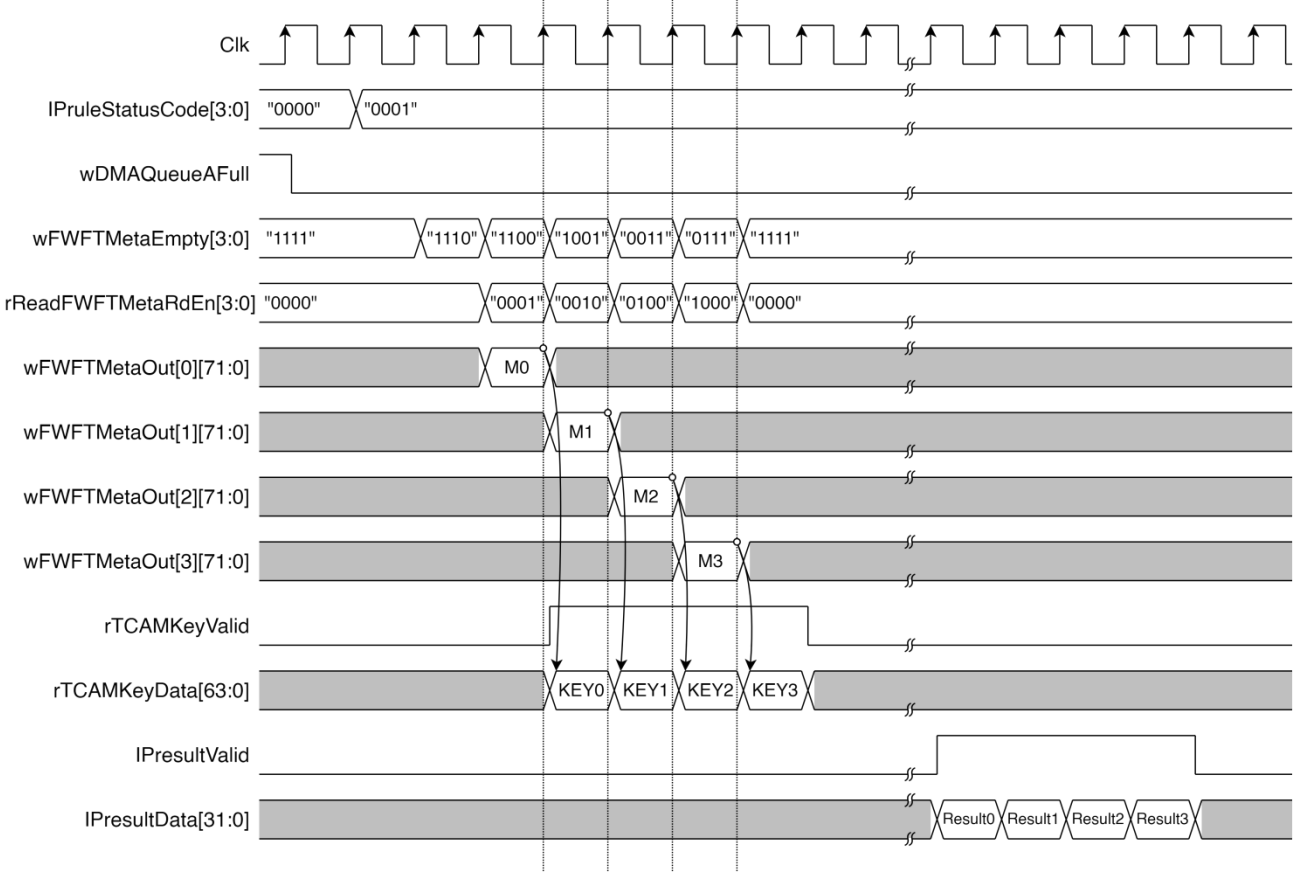 Clk
IPruleStatusCode[3:0] "0000" "0001"
wDMAQueueAFull
wFWFTMetaEmpty[3:0] "1111" "1110" "1100" "1001" "0011" "0111" "1111"
rReadFWFTMetaRdEn[3:0] "0000" "0001" "0010" "0100" "1000" "0000"
wFWFTMetaOut[0][71:0] M0
wFWFTMetaOut[1][71:0] M1
wFWFTMetaOut[2][71:0] M2
wFWFTMetaOut[3][71:0] M3
rTCAMKeyValid
rTCAMKeyData[63:0] KEY0 KEY1 KEY2 KEY3
IPresultValid
IPresultData[31:0] Result0 Result1 Result2 Result3